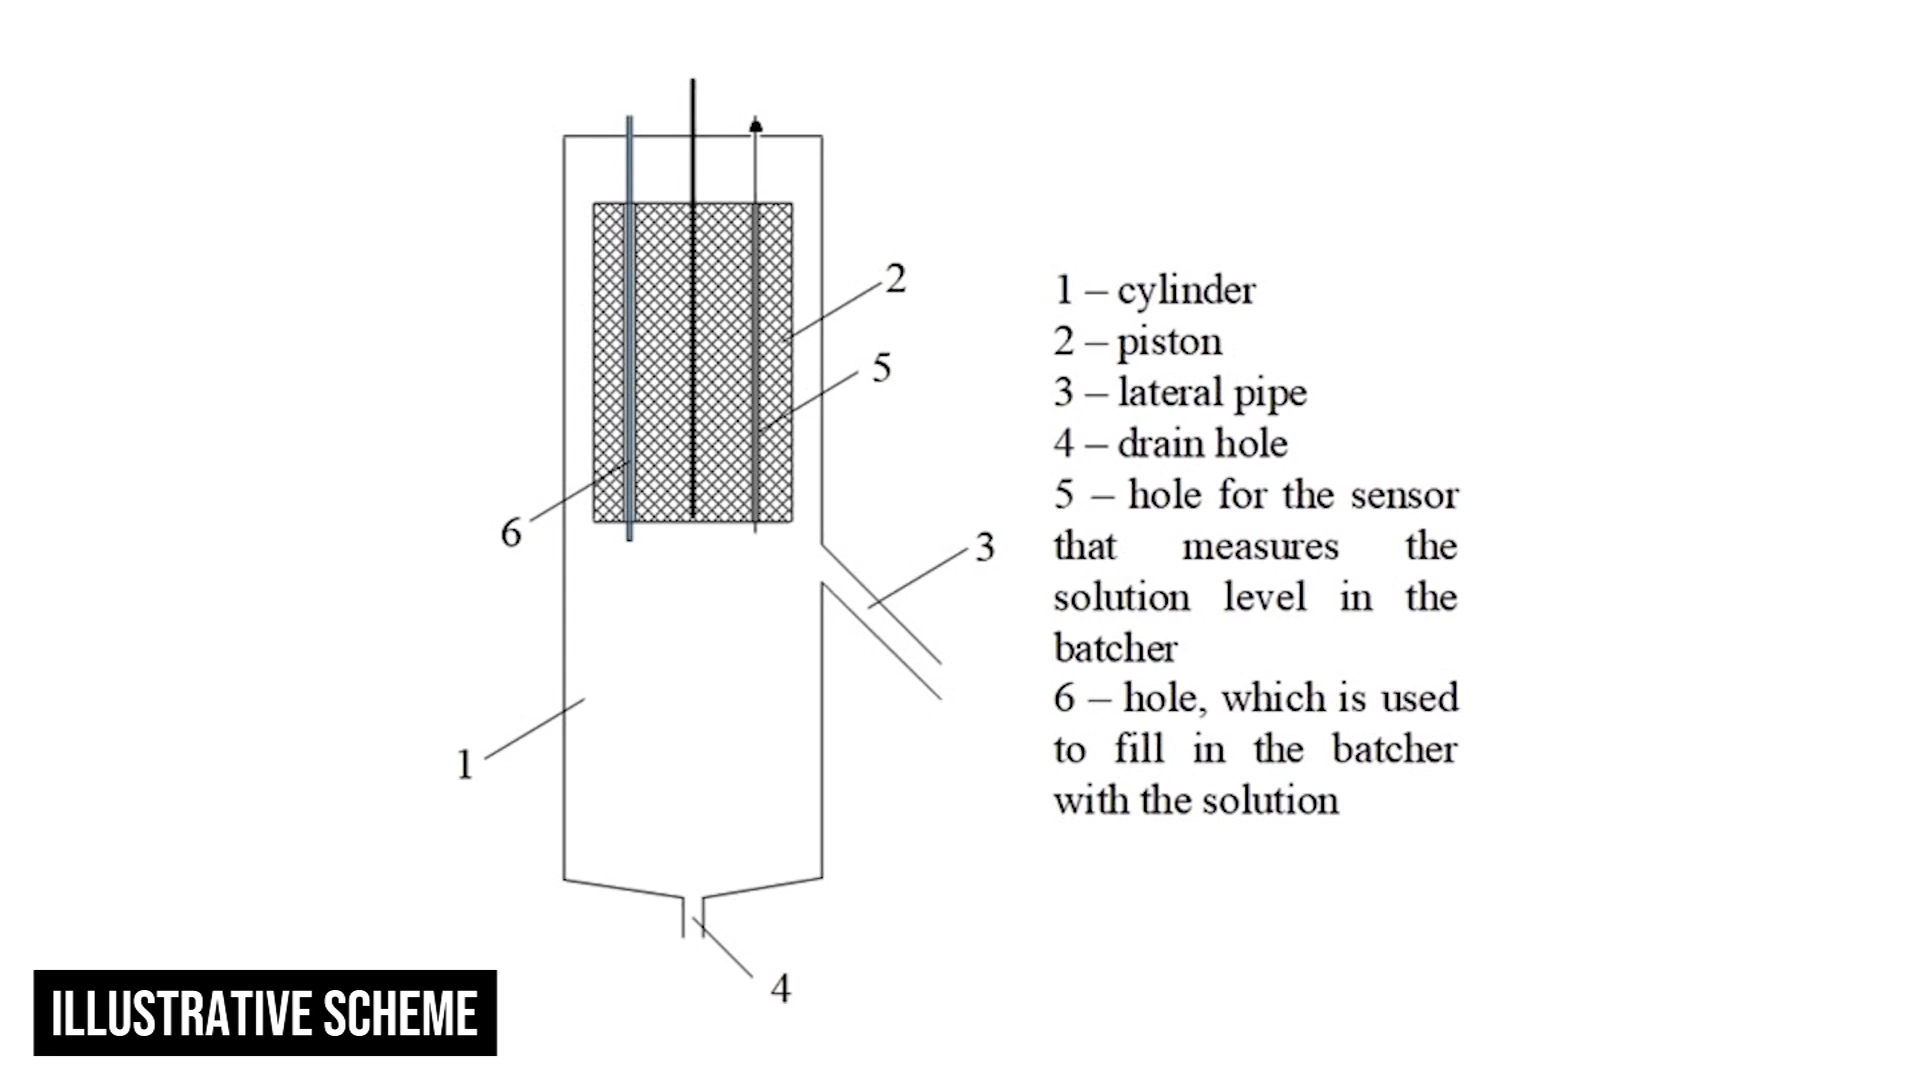 2
5
6
3
1
4
1 – cylinder
2 – piston
3 – lateral pipe
4 – drain hole
5 – hole for the sensor
that measures the
solution level in the
batcher
6 – hole, which is used
to fill in the batcher
with the solution
ILLUSTRATIVE SCHEME